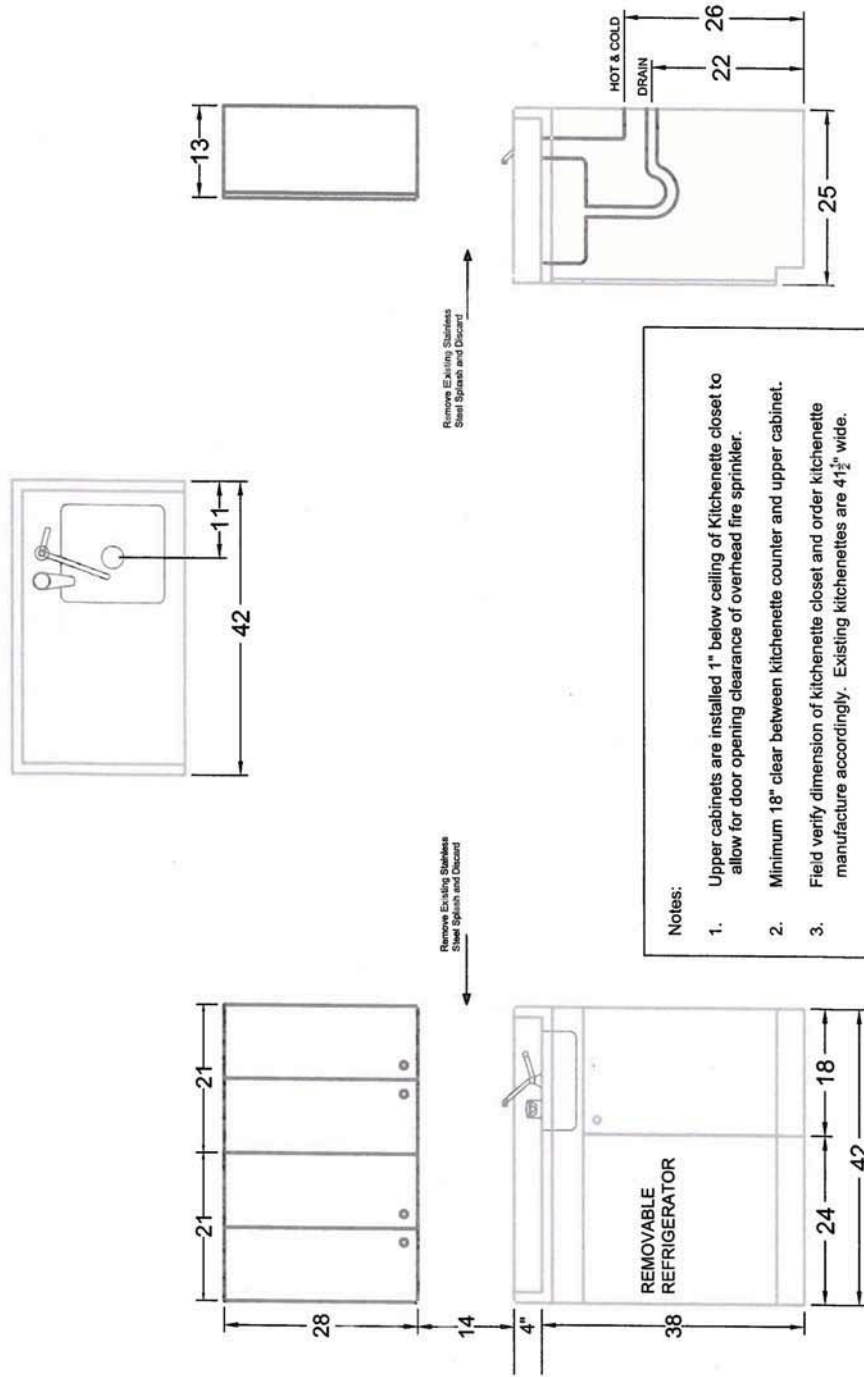 42
11
13
21
21
28
14
4"
38
Remove Existing Stainless
Steel Splash and Discard
Remove Existing Stainless
Steel Splash and Discard
REMOVABLE
REFRIGERATOR
24
18
42
HOT & COLD
DRAIN
26
22
25
Notes:
1. Upper cabinets are installed 1" below ceiling of Kitchenette closet to
allow for door opening clearance of overhead fire sprinkler.
2. Minimum 18" clear between kitchenette counter and upper cabinet.
3. Field verify dimension of kitchenette closet and order kitchenette
manufacture accordingly. Existing kitchenettes are 41½" wide.